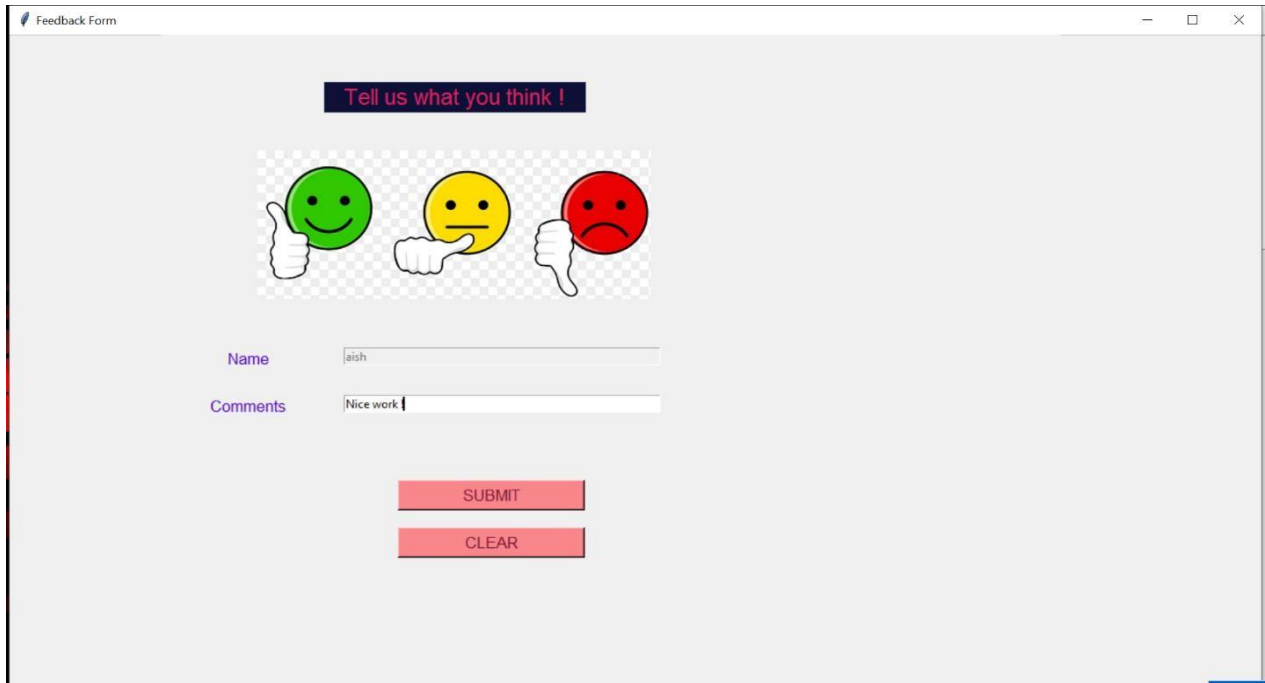 Feedback Form
Tell us what you think !
Name
aish
Comments
Nice work !
SUBMIT
CLEAR